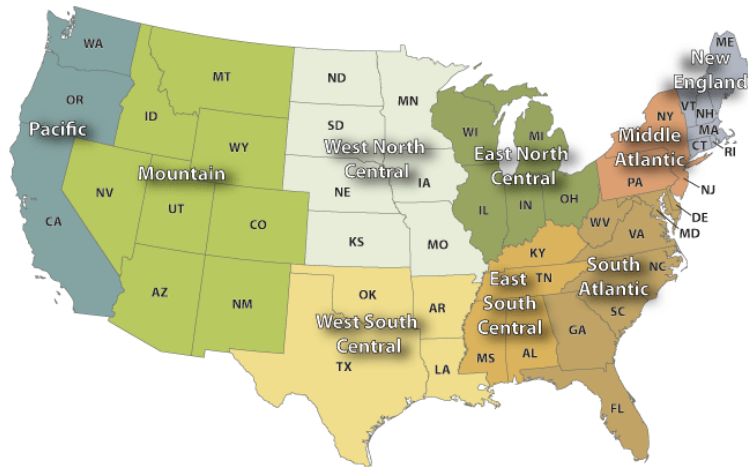 ME
WA
New
England
MT
ND
VT
NH
MN
OR
ID
MA
NY
WI
SD
MI
CT
RI
Pacific
Middle
Atlantic
WY
West North
Central
East North
Central
Mountain
IA
PA
NJ
NE
NV
OH
IL
IN
UT
CO
DE
MD
CA
WV
VA
KS
MO
KY
NC
South
Atlantic
TN
East
South
Central
AZ
NM
OK
AR
SC
West South
Central
GA
MS
AL
TX
LA
FL